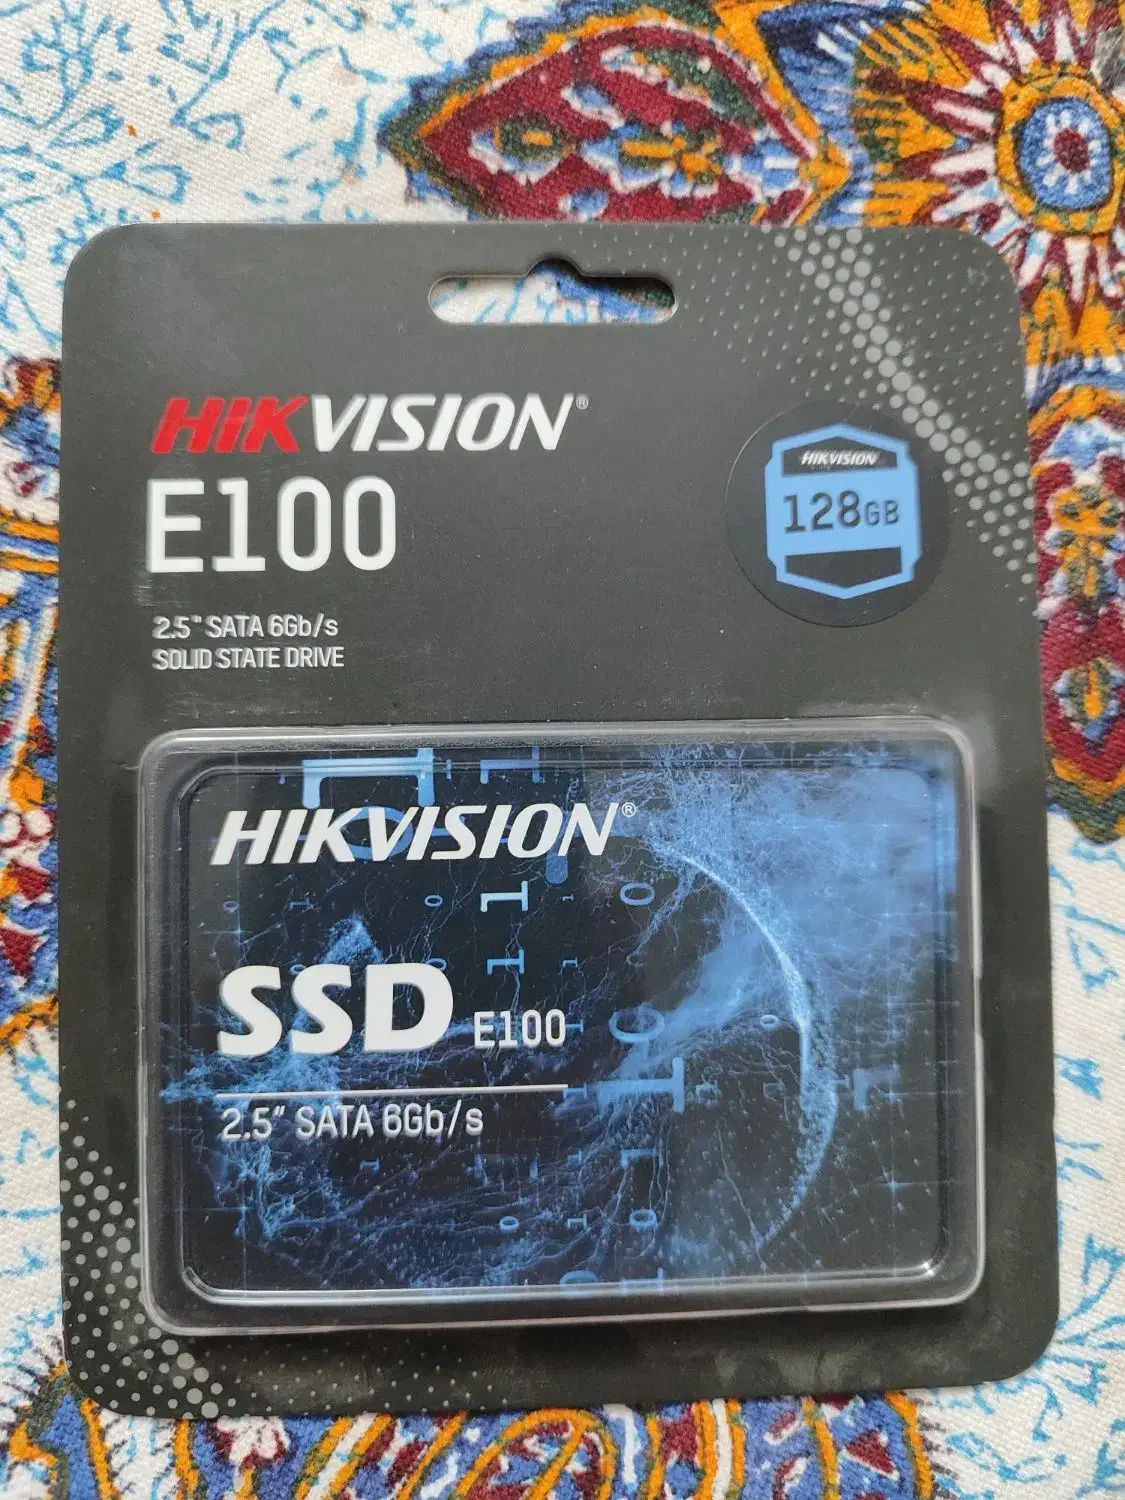 HIKVISION®
E100
HIKVISION
128GB
2.5" SATA 6Gb/s
SOLID STATE DRIVE
HIKVISION®
SSD E100
2.5" SATA 6Gb/s